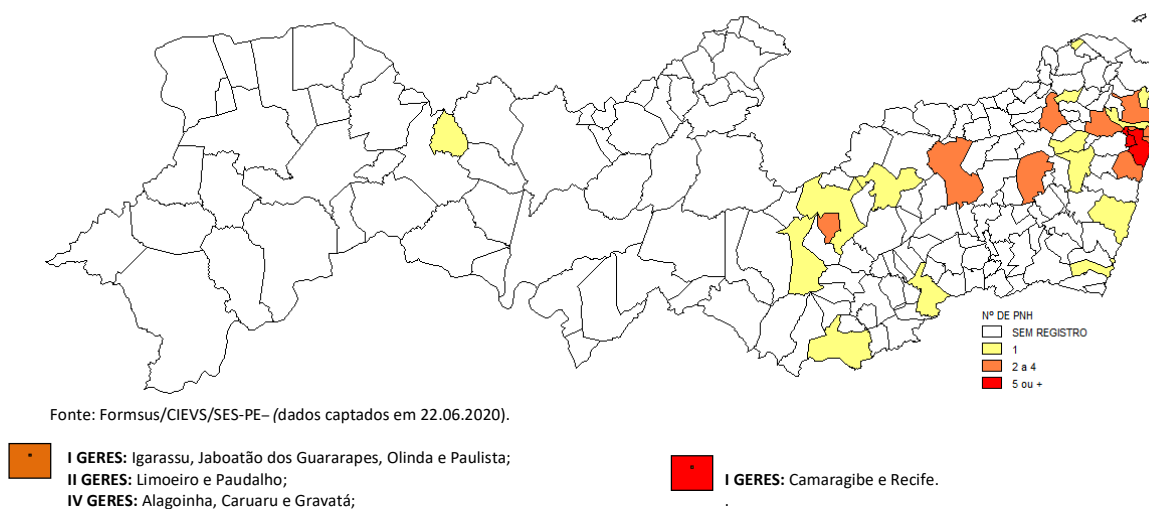 Nº DE PNH
SEM REGISTRO
1
2 a 4
5 ou +
Fonte: Formsus/CIEVS/SES-PE– (dados captados em 22.06.2020).
I GERES: Igarassu, Jaboatão dos Guararapes, Olinda e Paulista;
II GERES: Limoeiro e Paudalho;
IV GERES: Alagoinha, Caruaru e Gravatá;
I GERES: Camaragibe e Recife.
.